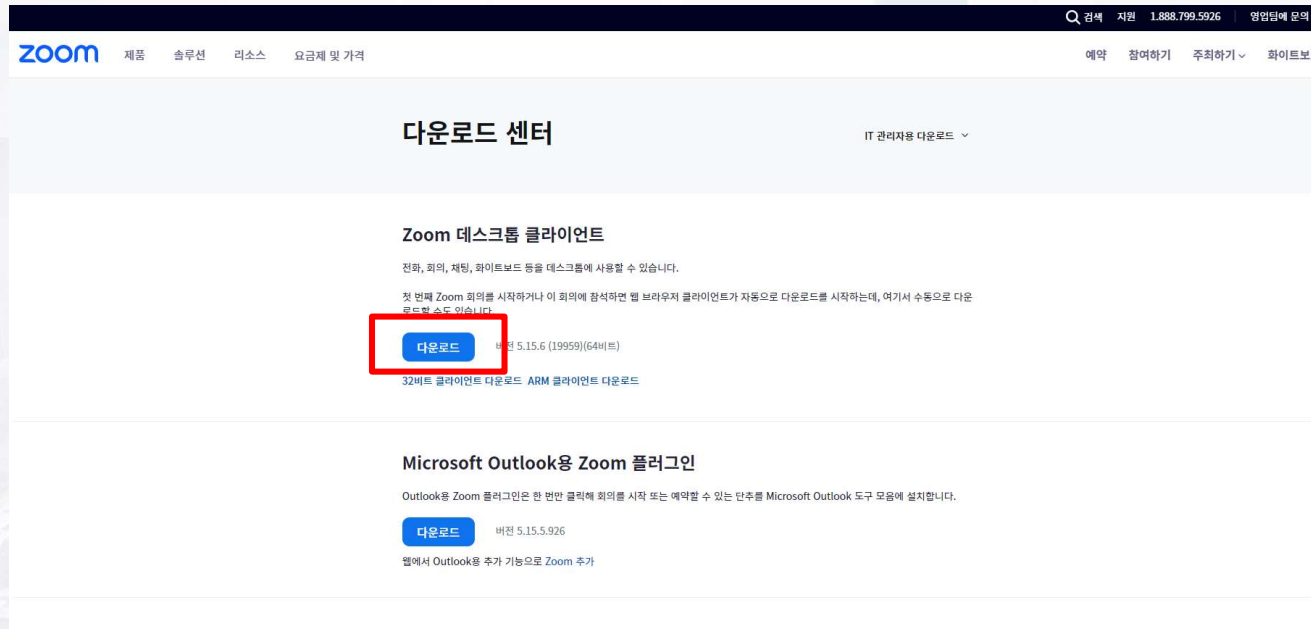 검색 지원 1.888.799.5926 영업팀에 문의
zoom 제품 솔루션 리소스 요금제 및 가격 예약 참여하기 주최하기 화이트보
다운로드 센터
IT 관리자용 다운로드
Zoom 데스크톱 클라이언트
전화, 회의, 채팅, 화이트보드 등을 데스크톱에 사용할 수 있습니다.
첫 번째 Zoom 회의를 시작하거나 이 회의에 참석하면 웹 브라우저 클라이언트가 자동으로 다운로드를 시작하는데, 여기서 수동으로 다운
로드할 수도 있습니다.
다운로드 버전 5.15.6 (19959)(64비트)
32비트 클라이언트 다운로드 ARM 클라이언트 다운로드
Microsoft Outlook용 Zoom 플러그인
Outlook용 Zoom 플러그인은 한 번만 클릭해 회의를 시작 또는 예약할 수 있는 단추를 Microsoft Outlook 도구 모음에 설치합니다.
다운로드 버전 5.15.5.926
웹에서 Outlook용 추가 기능으로 Zoom 추가